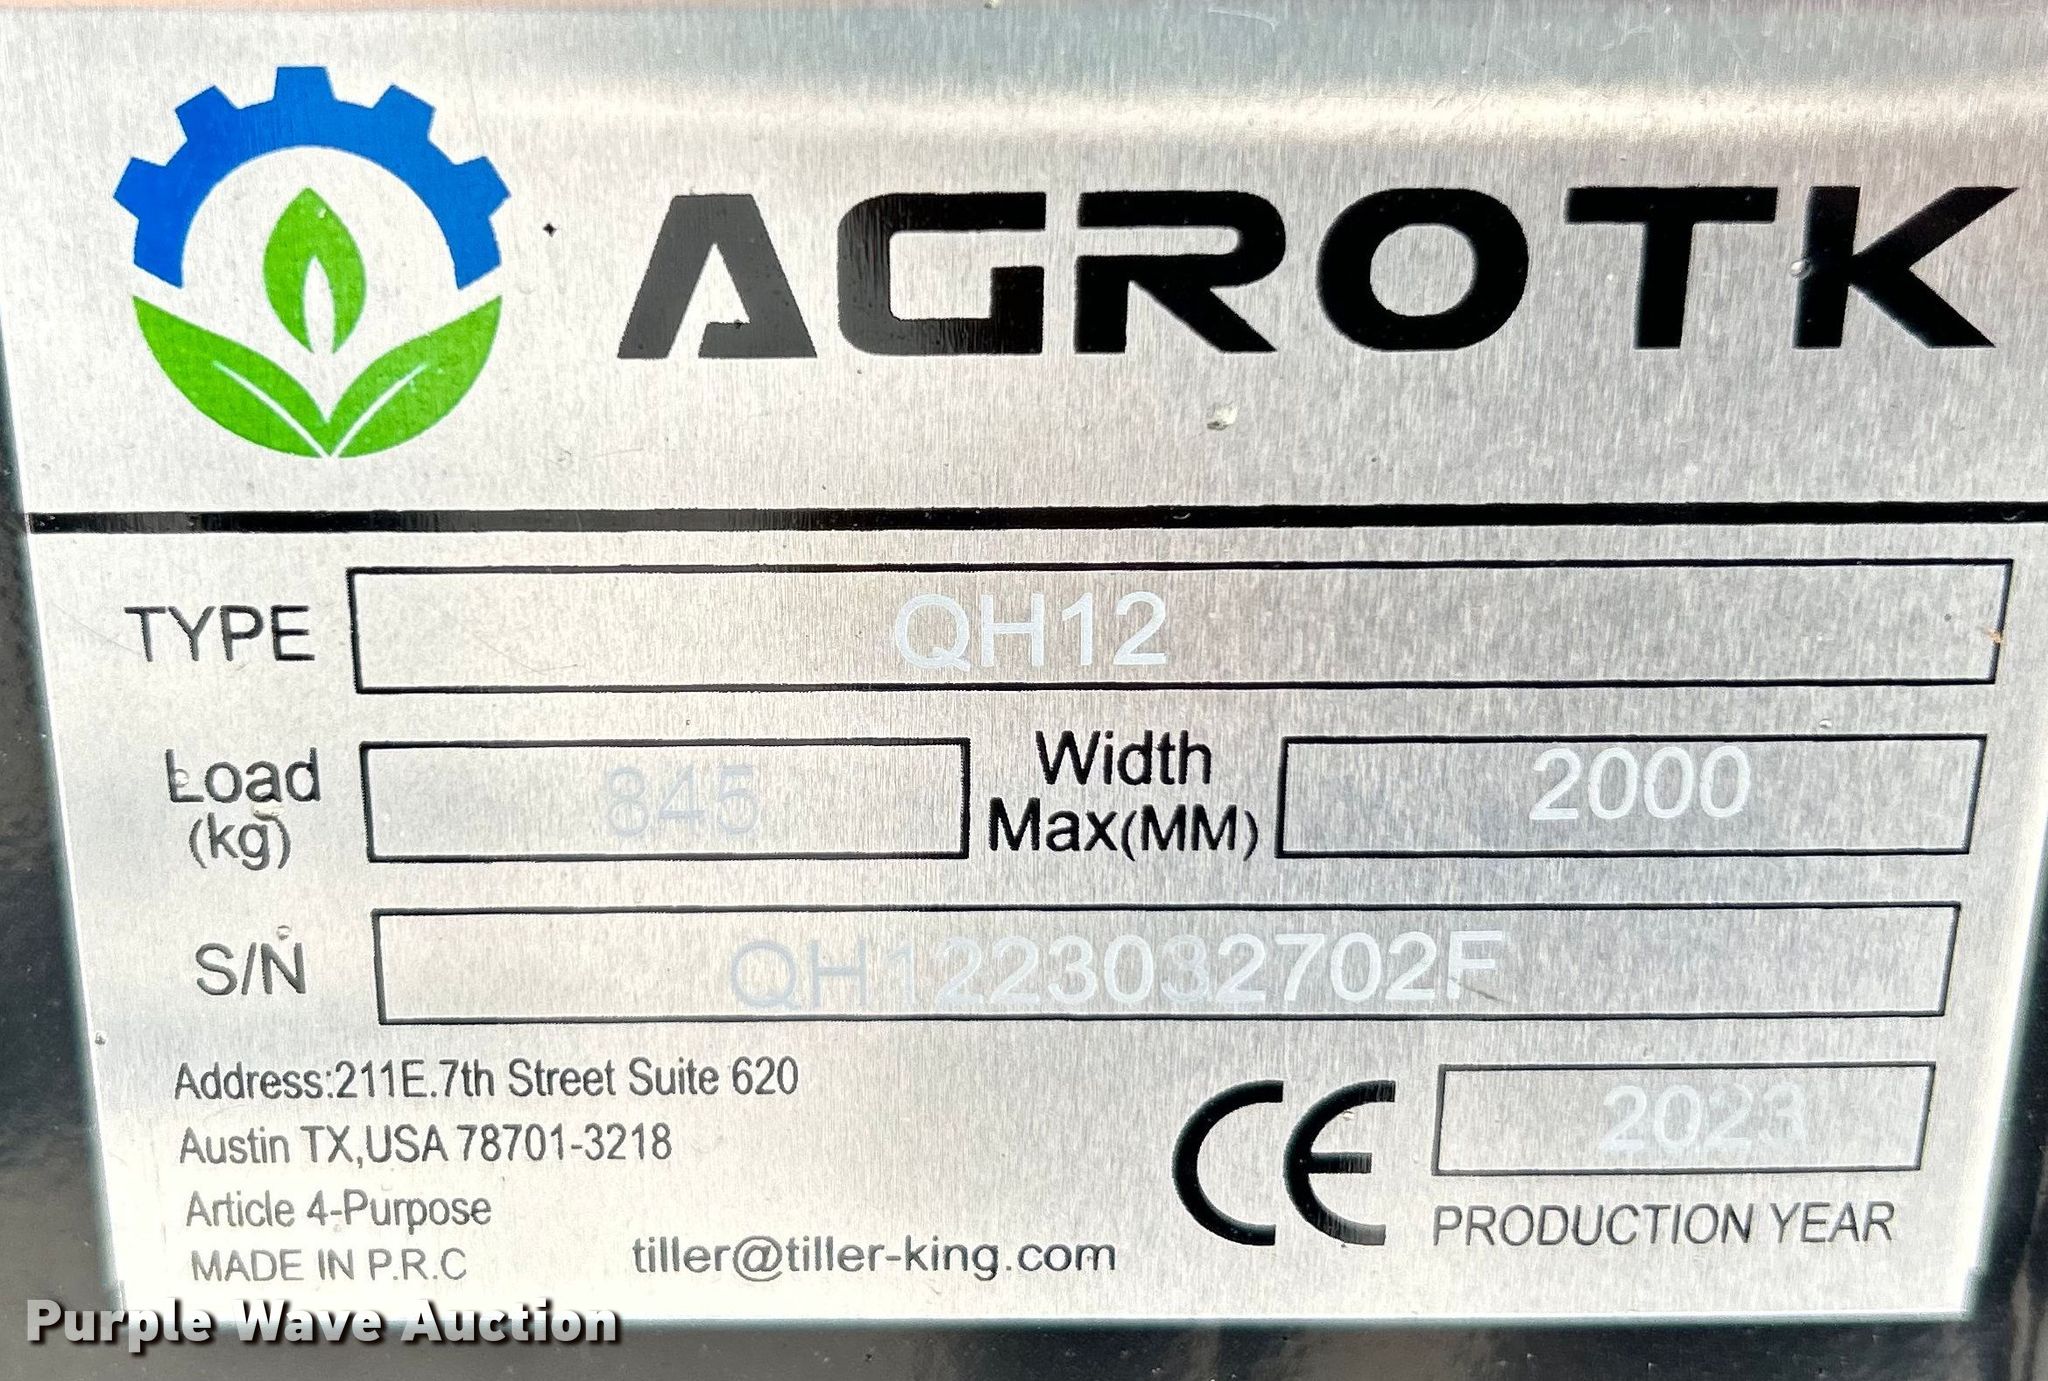 AGROTK
TYPE QH12
Load (kg) 845 Width Max(MM) 2000
S/N QH1223032702F
Address:211E.7th Street Suite 620
Austin TX,USA 78701-3218
Article 4-Purpose
MADE IN P.R.C
tiller@tiller-king.com
CE
2023
PRODUCTION YEAR
Purple Wave Auction